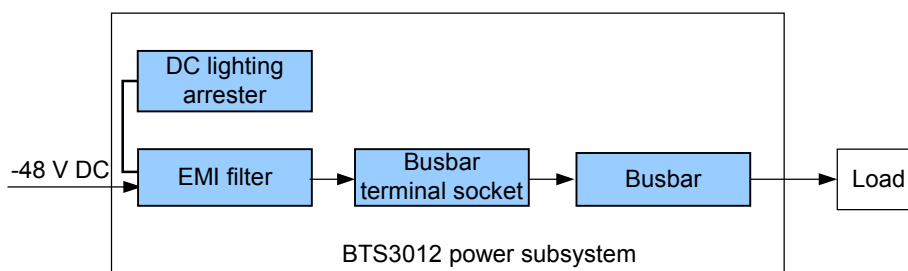 DC lighting
arrester
-48 V DC
EMI filter
Busbar
terminal socket
Busbar
Load
BTS3012 power subsystem